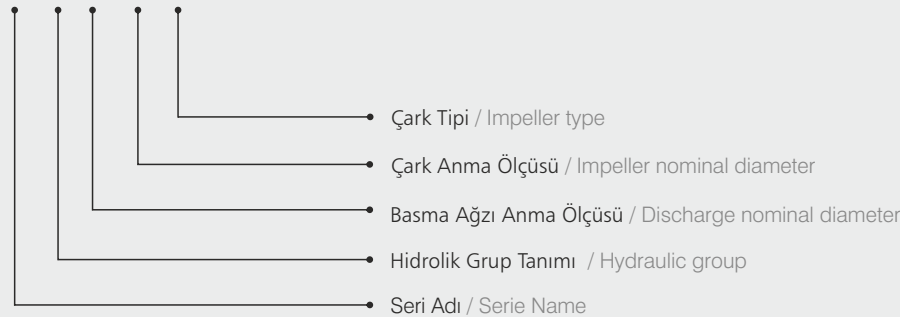 Çark Tipi / Impeller type
Çark Anma Ölçüsü / Impeller nominal diameter
Basma Ağzı Anma Ölçüsü / Discharge nominal diameter
Hidrolik Grup Tanımı / Hydraulic group
Seri Adı / Serie Name